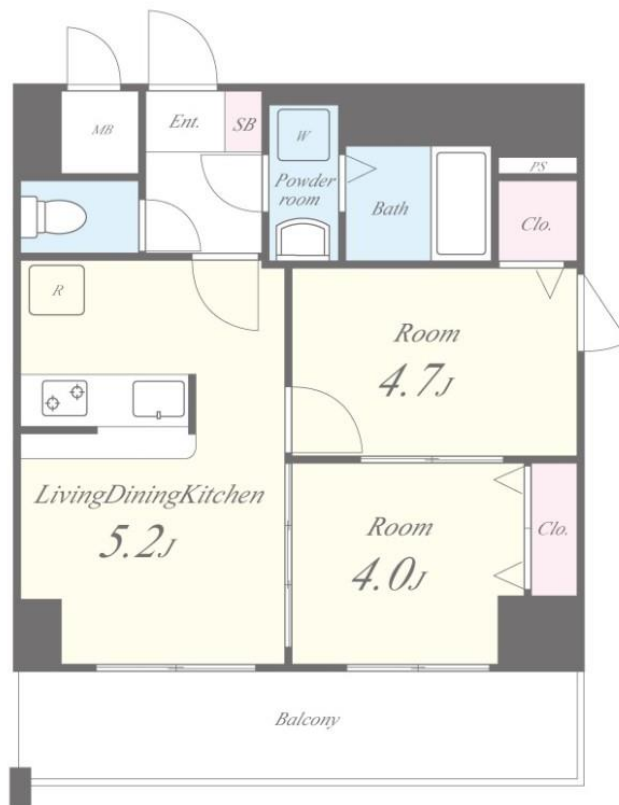 MB
Ent.
SB
W
Powder
room
Bath
PS
Clo.
R
Room
4.7J
LivingDiningKitchen
5.2J
Room
4.0J
Clo.
Balcony